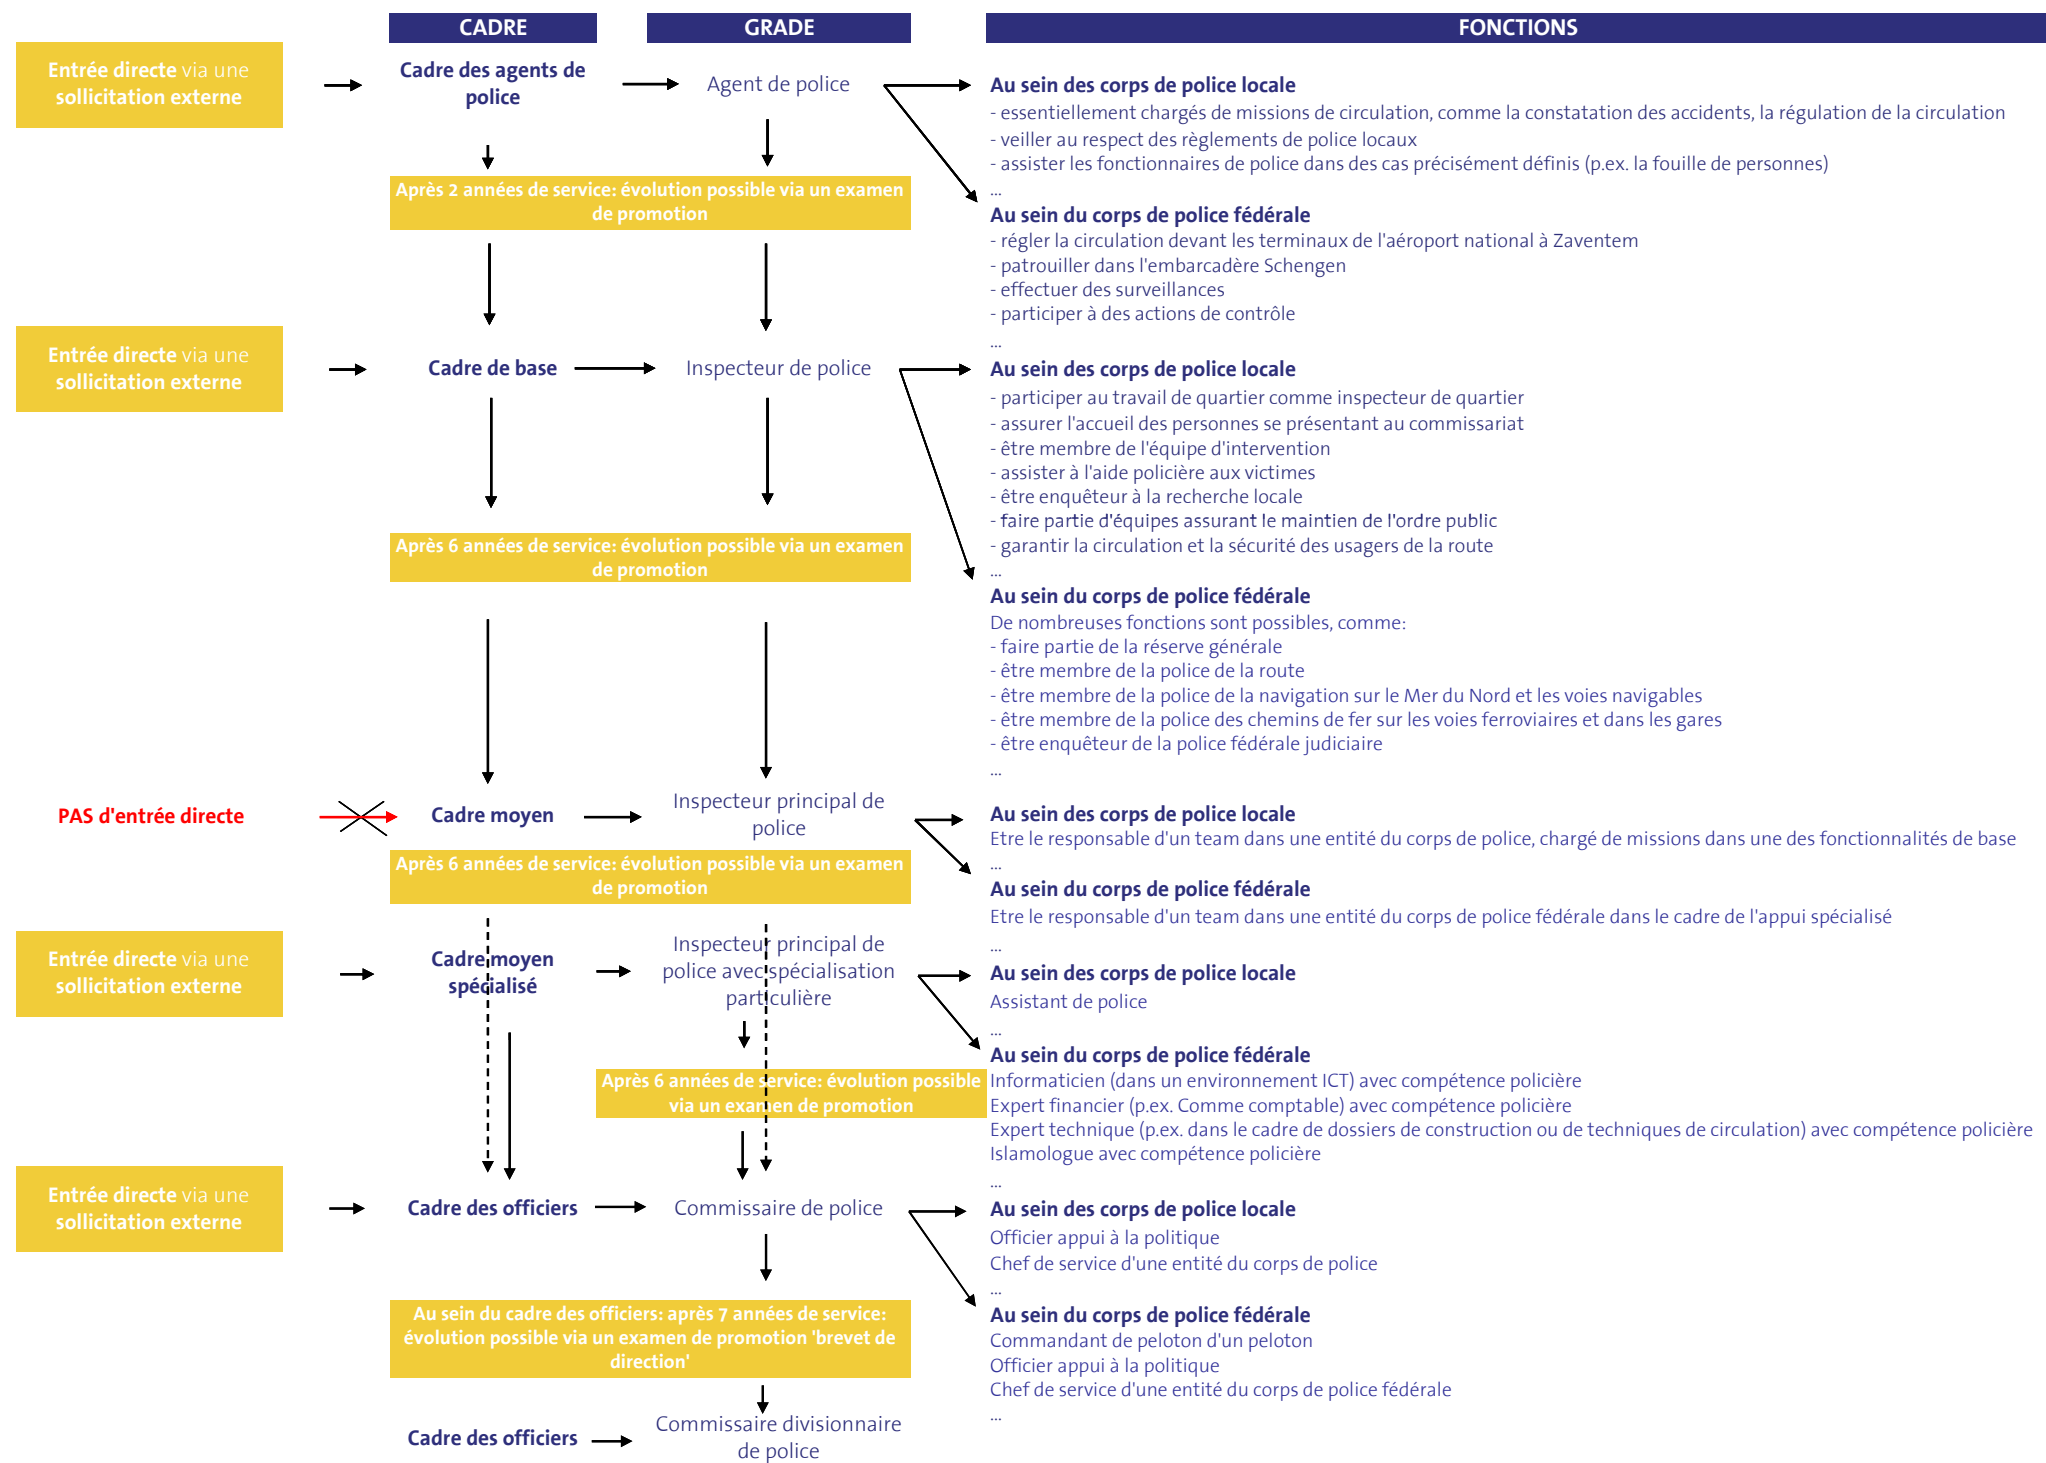 CADRE
GRADE
FONCTIONS
Entrée directe via une
sollicitation externe
Cadre des agents de
police
Agent de police
Au sein des corps de police locale
- essentiellement chargés de missions de circulation, comme la constatation des accidents, la régulation de la circulation
- veiller au respect des règlements de police locaux
- assister les fonctionnaires de police dans des cas précisément définis (p.ex. la fouille de personnes)
...
Après 2 années de service: évolution possible via un examen
de promotion
Au sein du corps de police fédérale
- régler la circulation devant les terminaux de l'aéroport national à Zaventem
- patrouiller dans l'embarcadère Schengen
- effectuer des surveillances
- participer à des actions de contrôle
...
Entrée directe via une
sollicitation externe
Cadre de base
Inspecteur de police
Au sein des corps de police locale
- participer au travail de quartier comme inspecteur de quartier
- assurer l'accueil des personnes se présentant au commissariat
- être membre de l'équipe d'intervention
- assister à l'aide policière aux victimes
- être enquêteur à la recherche locale
- faire partie d'équipes assurant le maintien de l'ordre public
- garantir la circulation et la sécurité des usagers de la route
...
Après 6 années de service: évolution possible via un examen
de promotion
Au sein du corps de police fédérale
De nombreuses fonctions sont possibles, comme:
- faire partie de la réserve générale
- être membre de la police de la route
- être membre de la police de la navigation sur le Mer du Nord et les voies navigables
- être membre de la police des chemins de fer sur les voies ferroviaires et dans les gares
- être enquêteur de la police fédérale judiciaire
...
PAS d'entrée directe
Cadre moyen
Inspecteur principal de
police
Au sein des corps de police locale
Etre le responsable d'un team dans une entité du corps de police, chargé de missions dans une des fonctionnalités de base
...
Après 6 années de service: évolution possible via un examen
de promotion
Au sein du corps de police fédérale
Etre le responsable d'un team dans une entité du corps de police fédérale dans le cadre de l'appui spécialisé
...
Entrée directe via une
sollicitation externe
Cadre moyen
spécialisé
Inspecteur principal de
police avec spécialisation
particulière
Au sein des corps de police locale
Assistant de police
...
Après 6 années de service: évolution possible
via un examen de promotion
Au sein du corps de police fédérale
Informaticien (dans un environnement ICT) avec compétence policière
Expert financier (p.ex. Comme comptable) avec compétence policière
Expert technique (p.ex. dans le cadre de dossiers de construction ou de techniques de circulation) avec compétence policière
Islamologue avec compétence policière
...
Entrée directe via une
sollicitation externe
Cadre des officiers
Commissaire de police
Au sein des corps de police locale
Officier appui à la politique
Chef de service d'une entité du corps de police
...
Au sein du cadre des officiers: après 7 années de service:
évolution possible via un examen de promotion 'brevet de
direction'
Au sein du corps de police fédérale
Commandant de peloton d'un peloton
Officier appui à la politique
Chef de service d'une entité du corps de police fédérale
...
Cadre des officiers
Commissaire divisionnaire
de police